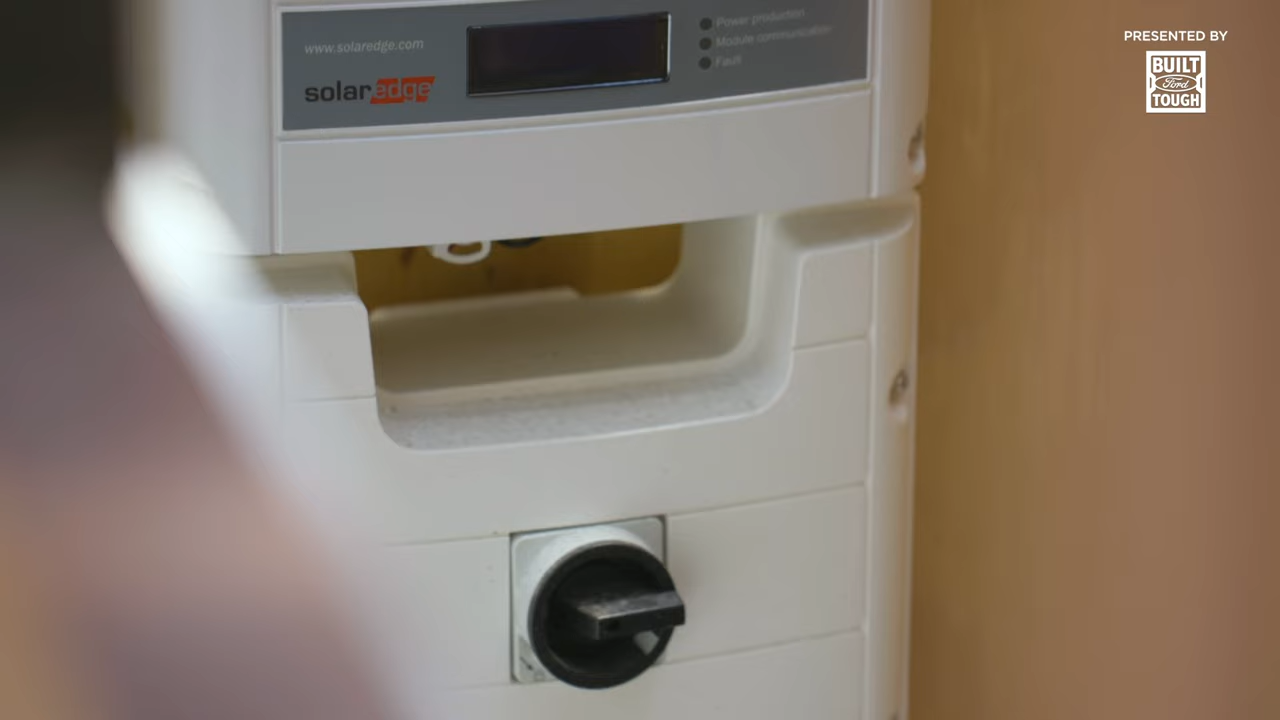 www.solaredge.com
solaredge
Power production
Module communication
Fault
PRESENTED BY
BUILT
Ford
TOUGH